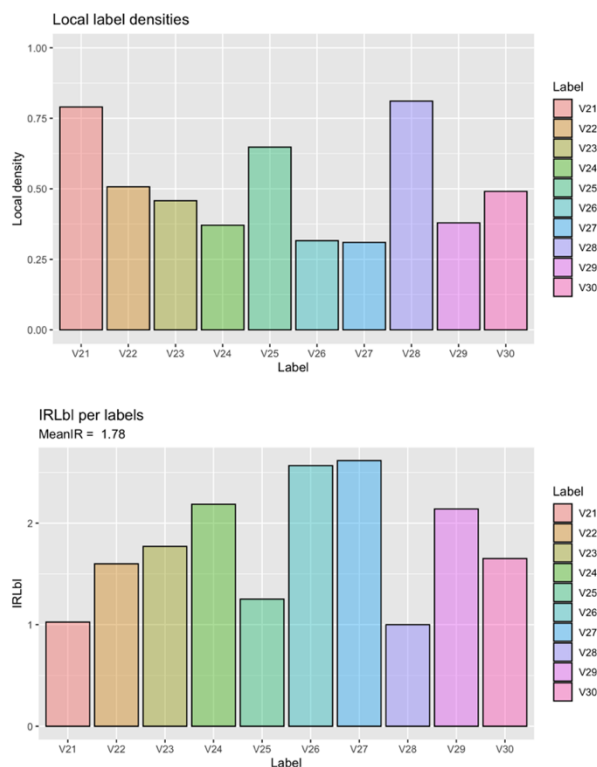 Local label densities
1.00
0.75
0.50
0.25
0.00
Local density
V21 V22 V23 V24 V25 V26 V27 V28 V29 V30
Label
Label
V21
V22
V23
V24
V25
V26
V27
V28
V29
V30
IRLbl per labels
MeanIR = 1.78
2
1
0
IRLbl
V21 V22 V23 V24 V25 V26 V27 V28 V29 V30
Label
Label
V21
V22
V23
V24
V25
V26
V27
V28
V29
V30